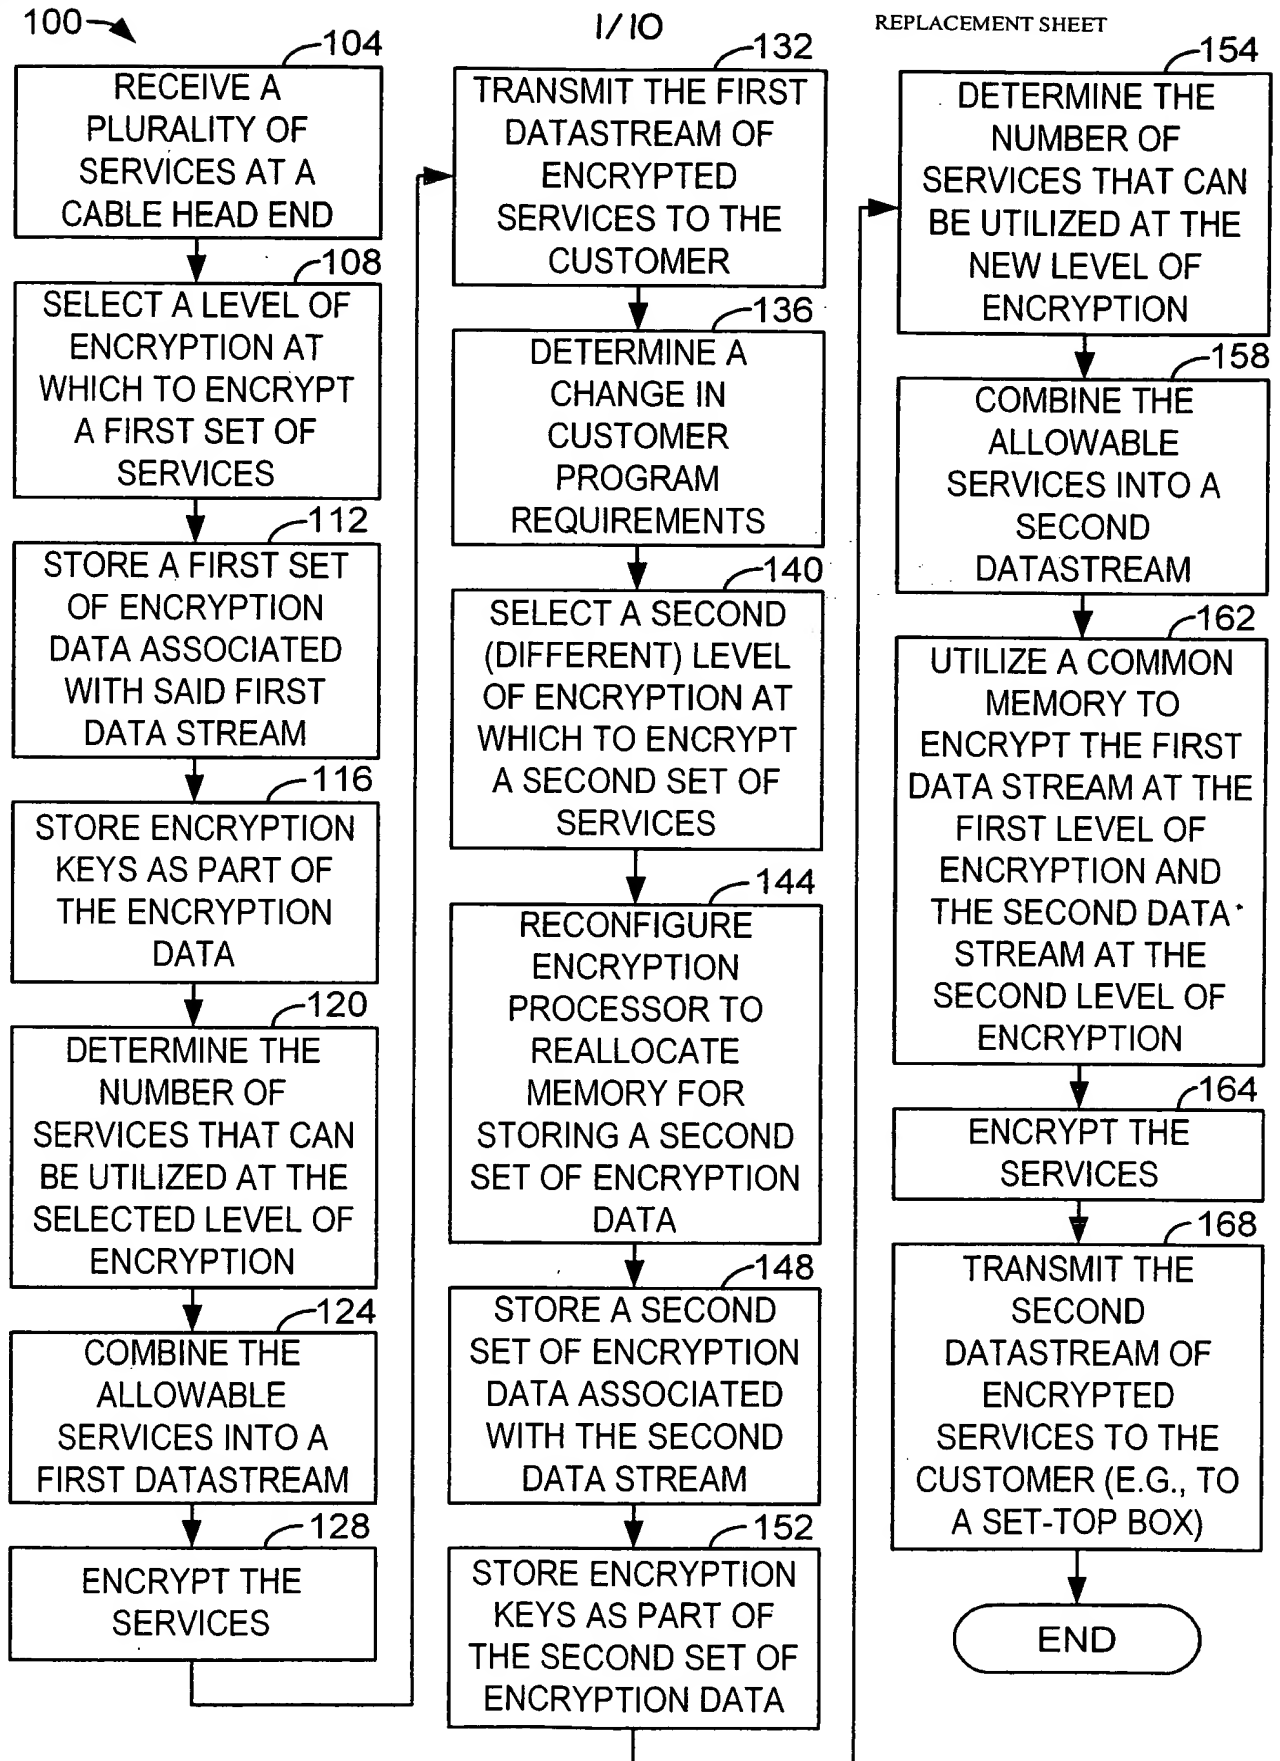 100
1/10
REPLACEMENT SHEET
104
RECEIVE A
PLURALITY OF
SERVICES AT A
CABLE HEAD END
108
SELECT A LEVEL OF
ENCRYPTION AT
WHICH TO ENCRYPT
A FIRST SET OF
SERVICES
112
STORE A FIRST SET
OF ENCRYPTION
DATA ASSOCIATED
WITH SAID FIRST
DATA STREAM
116
STORE ENCRYPTION
KEYS AS PART OF
THE ENCRYPTION
DATA
120
DETERMINE THE
NUMBER OF
SERVICES THAT CAN
BE UTILIZED AT THE
SELECTED LEVEL OF
ENCRYPTION
124
COMBINE THE
ALLOWABLE
SERVICES INTO A
FIRST DATASTREAM
128
ENCRYPT THE
SERVICES
132
TRANSMIT THE FIRST
DATASTREAM OF
ENCRYPTED
SERVICES TO THE
CUSTOMER
136
DETERMINE A
CHANGE IN
CUSTOMER
PROGRAM
REQUIREMENTS
140
SELECT A SECOND
(DIFFERENT) LEVEL
OF ENCRYPTION AT
WHICH TO ENCRYPT
A SECOND SET OF
SERVICES
144
RECONFIGURE
ENCRYPTION
PROCESSOR TO
REALLOCATE
MEMORY FOR
STORING A SECOND
SET OF ENCRYPTION
DATA
148
STORE A SECOND
SET OF ENCRYPTION
DATA ASSOCIATED
WITH THE SECOND
DATA STREAM
152
STORE ENCRYPTION
KEYS AS PART OF
THE SECOND SET OF
ENCRYPTION DATA
154
DETERMINE THE
NUMBER OF
SERVICES THAT CAN
BE UTILIZED AT THE
NEW LEVEL OF
ENCRYPTION
158
COMBINE THE
ALLOWABLE
SERVICES INTO A
SECOND
DATASTREAM
162
UTILIZE A COMMON
MEMORY TO
ENCRYPT THE FIRST
DATA STREAM AT THE
FIRST LEVEL OF
ENCRYPTION AND
THE SECOND DATA
STREAM AT THE
SECOND LEVEL OF
ENCRYPTION
164
ENCRYPT THE
SERVICES
168
TRANSMIT THE
SECOND
DATASTREAM OF
ENCRYPTED
SERVICES TO THE
CUSTOMER (E.G., TO
A SET-TOP BOX)
END